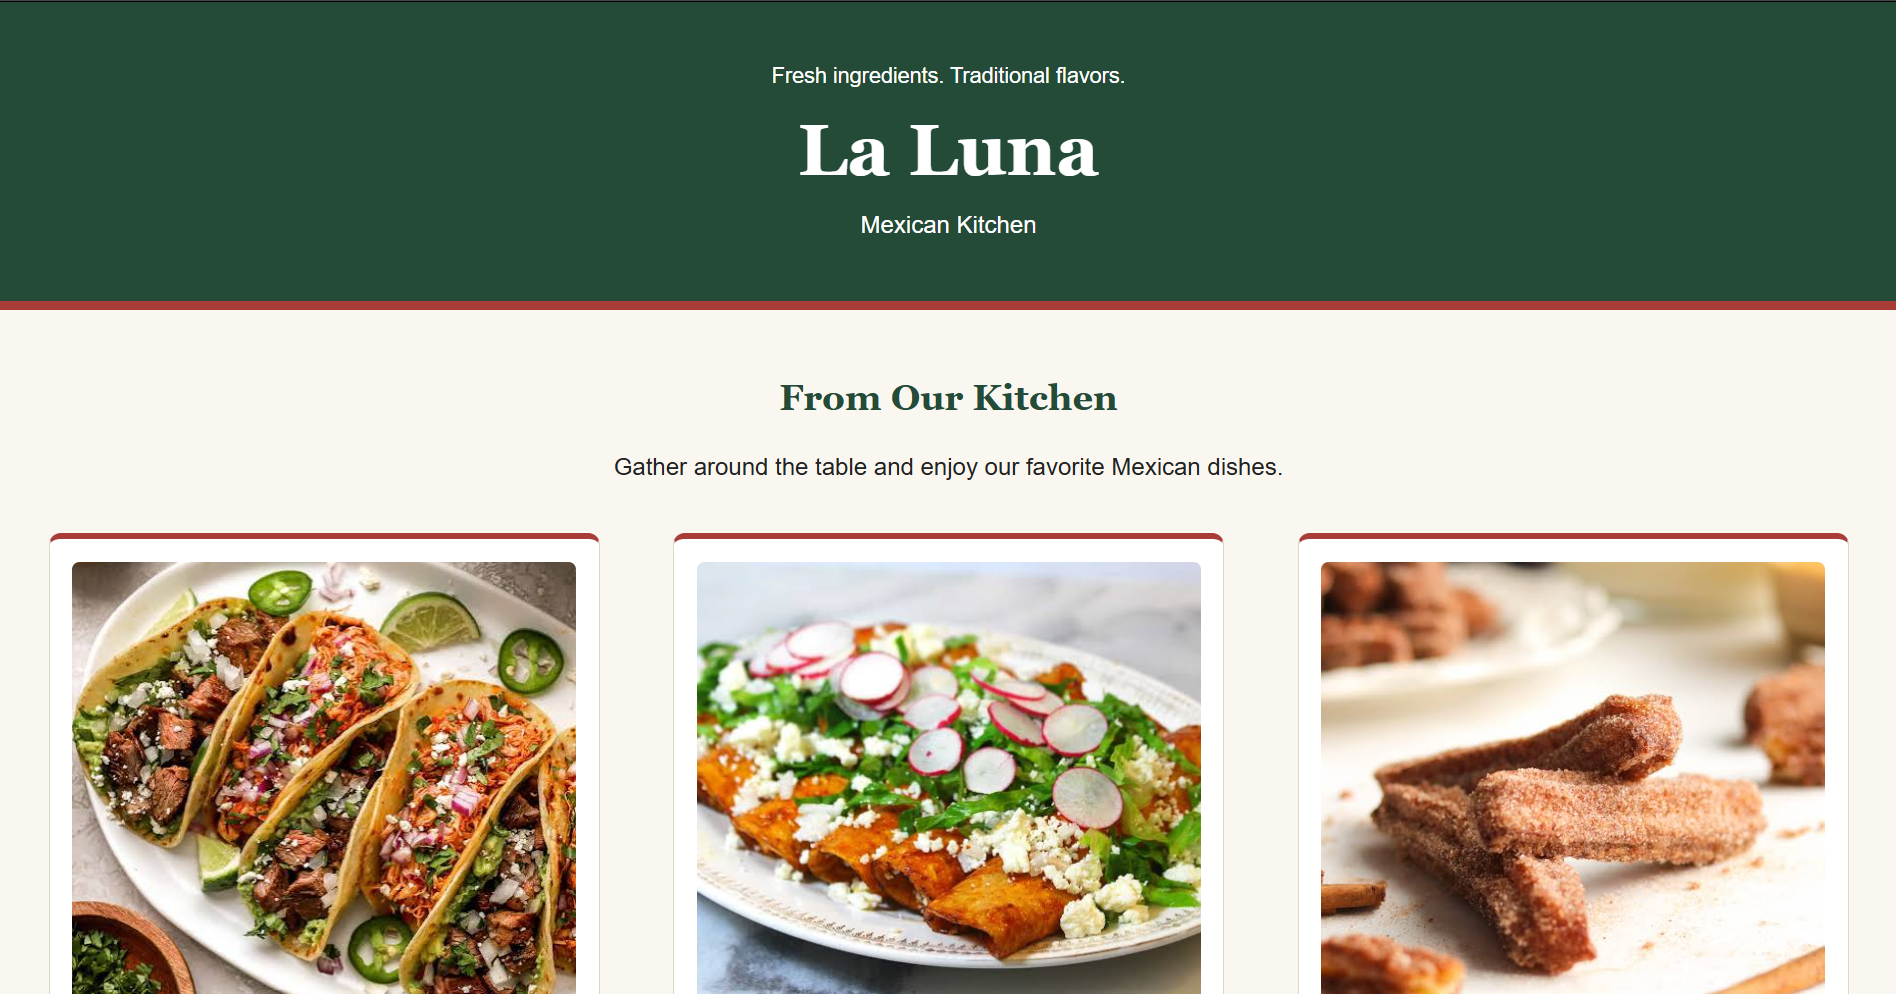 Fresh ingredients. Traditional flavors.
La Luna
Mexican Kitchen
From Our Kitchen
Gather around the table and enjoy our favorite Mexican dishes.